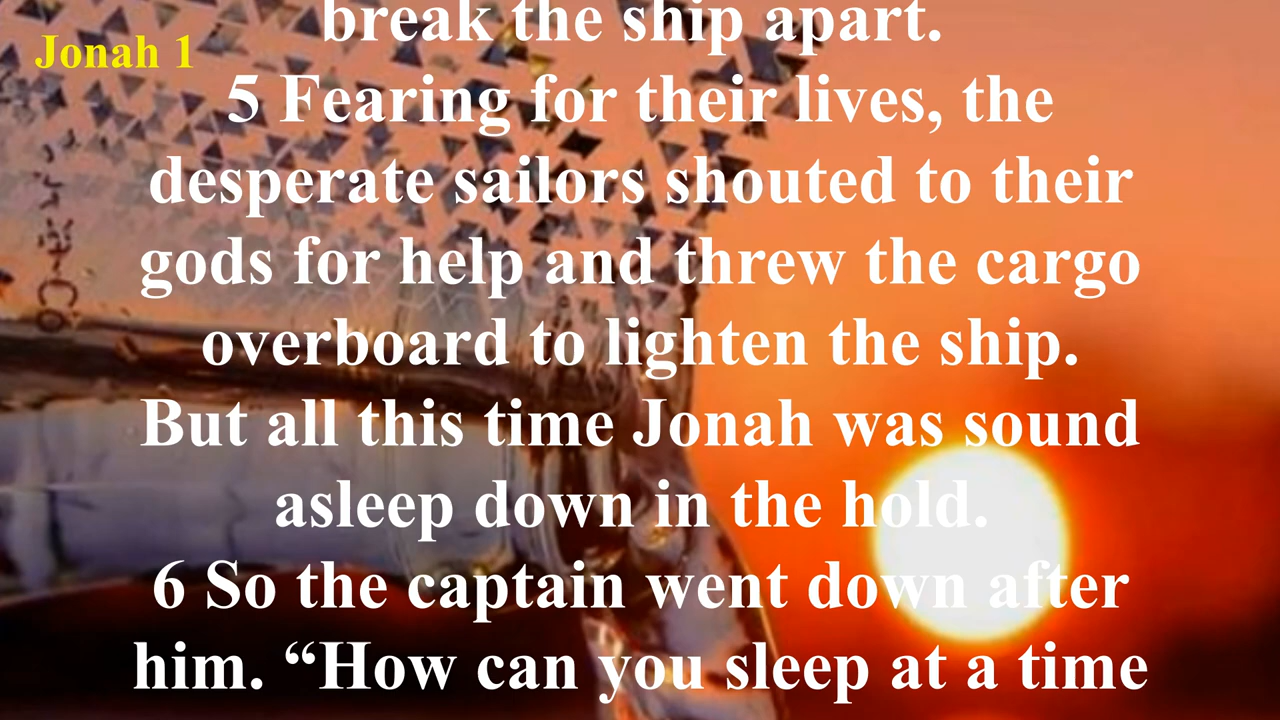 break the ship apart.
Jonah 1
5 Fearing for their lives, the
desperate sailors shouted to their
gods for help and threw the cargo
overboard to lighten the ship.
But all this time Jonah was sound
asleep down in the hold.
6 So the captain went down after
him. “How can you sleep at a time